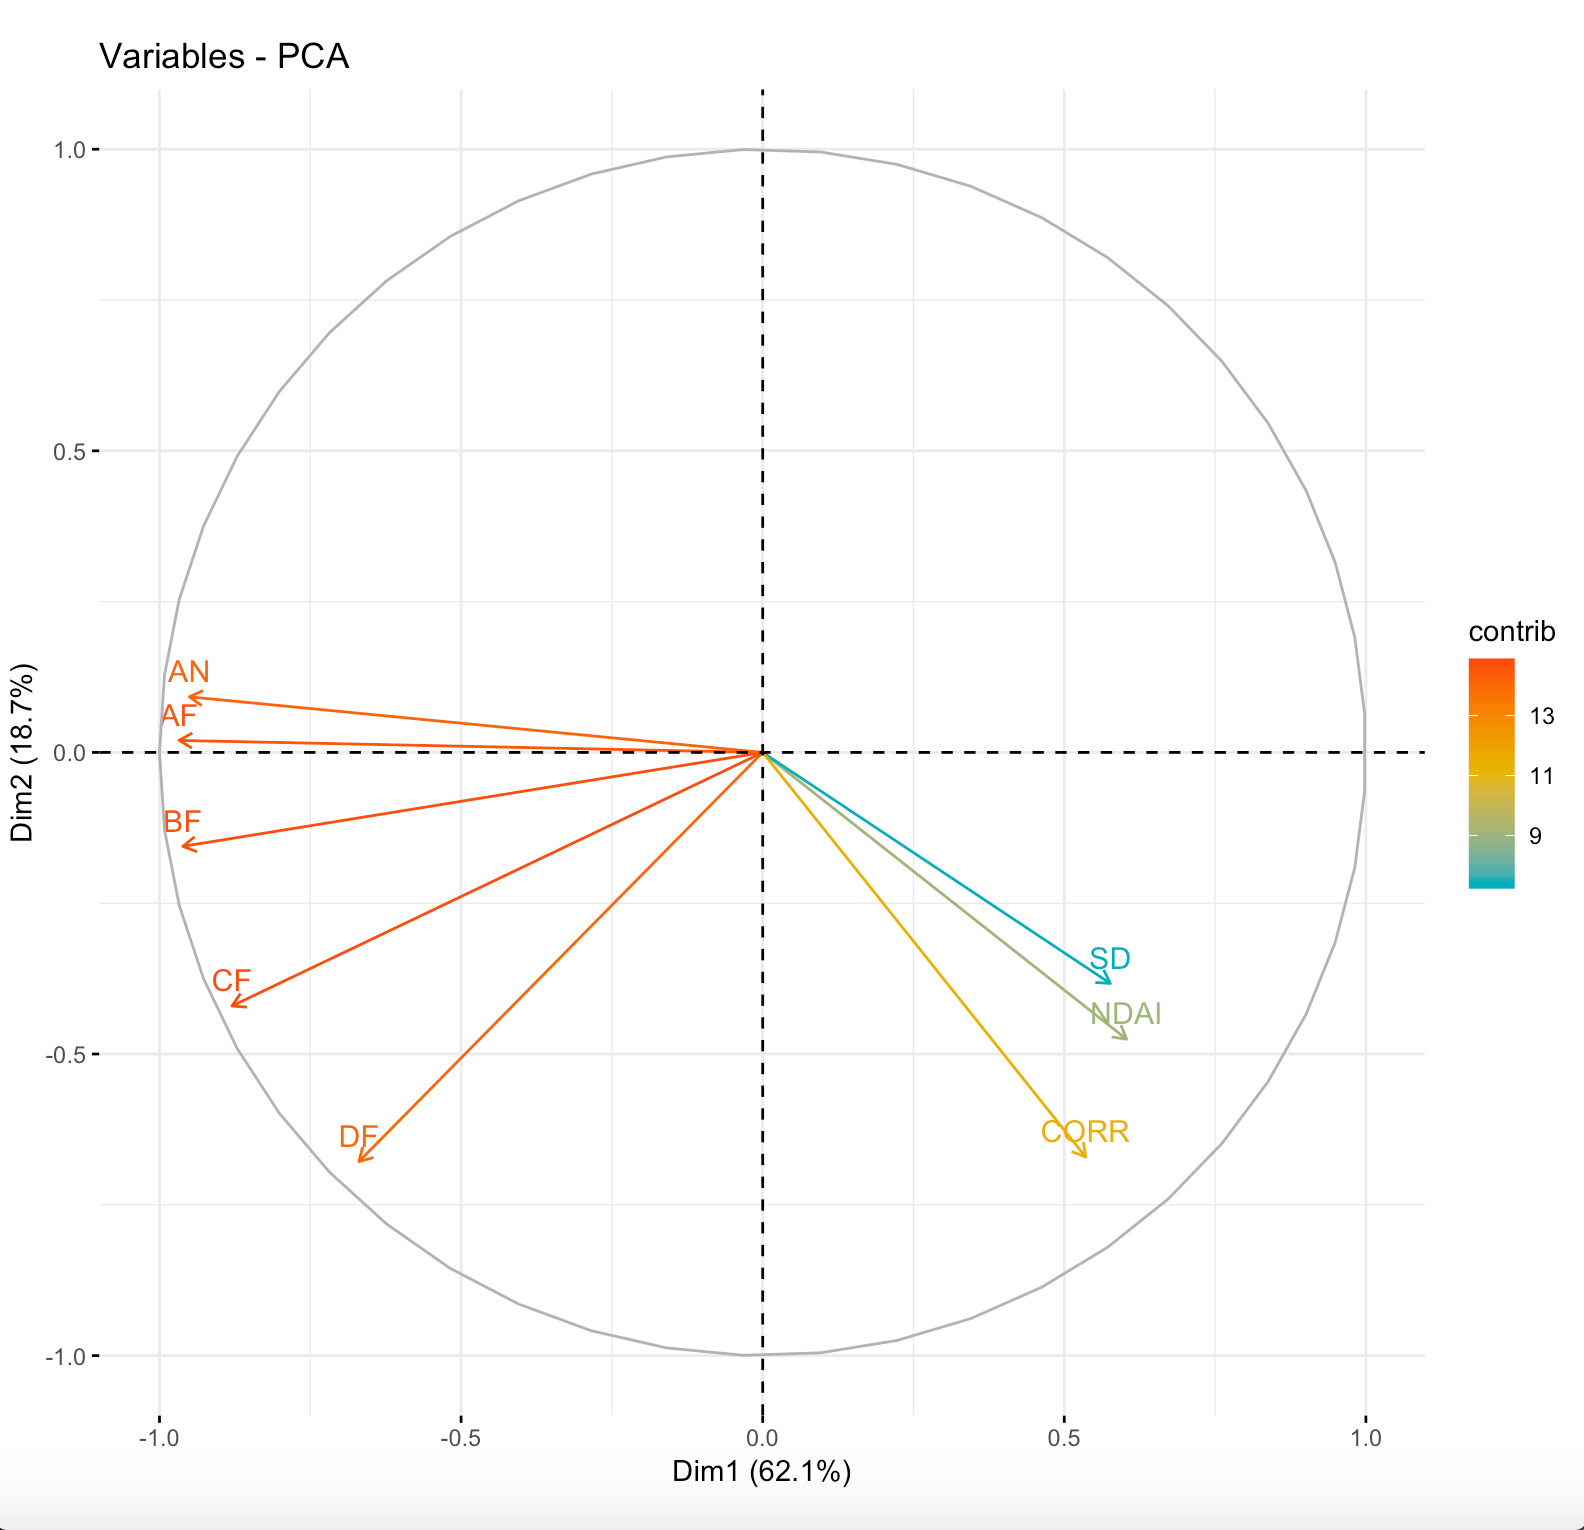 Variables - PCA
1.0
0.5
0.0
-0.5
-1.0
Dim2 (18.7%)
AN
AF
BF
CF
DF
SD
NDAI
CORR
-1.0
-0.5
0.0
0.5
1.0
Dim1 (62.1%)
contrib
13
11
9